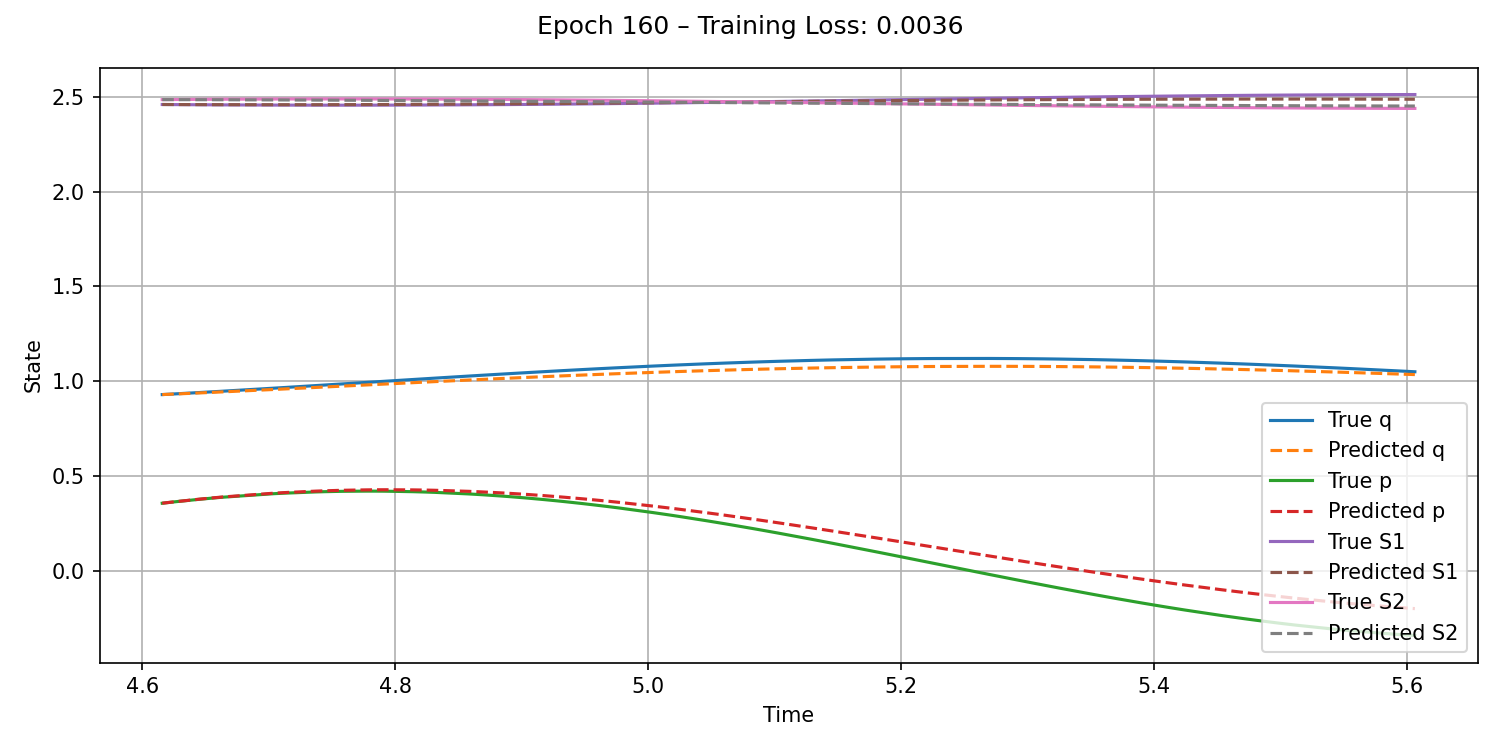 Epoch 160 – Training Loss: 0.0036
2.5
2.0
1.5
1.0
0.5
0.0
State
4.6 4.8 5.0 5.2 5.4 5.6
Time
True q
Predicted q
True p
Predicted p
True S1
Predicted S1
True S2
Predicted S2